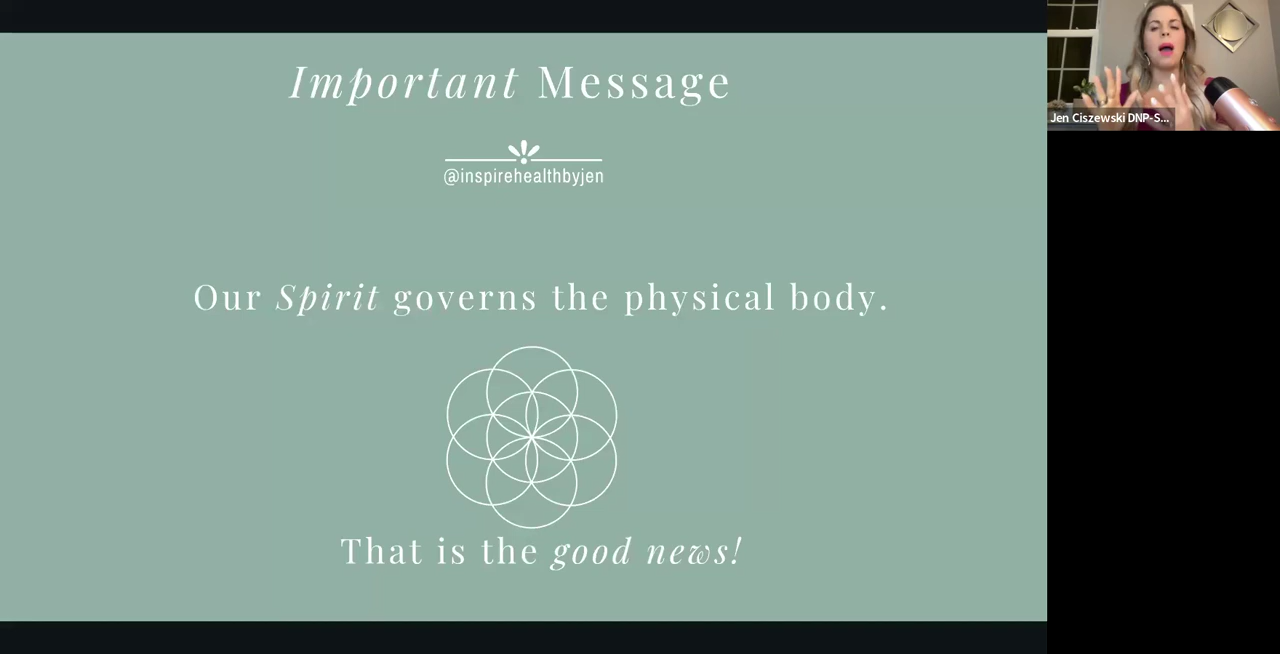 Important Message
@inspirehealthbyjen
Our Spirit governs the physical body.
That is the good news!
Jen Ciszewski DNP-S...